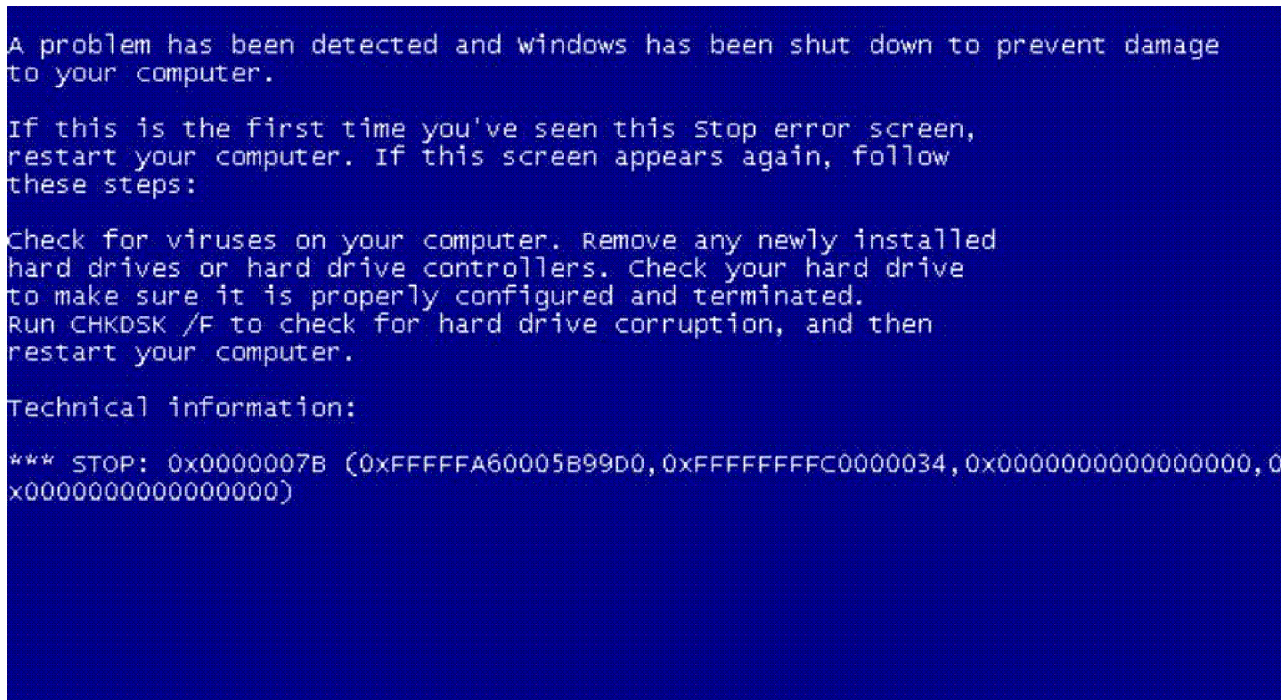 A problem has been detected and windows has been shut down to prevent damage
to your computer.
If this is the first time you've seen this Stop error screen,
restart your computer. If this screen appears again, follow
these steps:
Check for viruses on your computer. Remove any newly installed
hard drives or hard drive controllers. Check your hard drive
to make sure it is properly configured and terminated.
Run CHKDSK /F to check for hard drive corruption, and then
restart your computer.
Technical information:
*** STOP: 0x0000007B (0xFFFFFA60005B99D0,0xFFFFFFFFC0000034,0x0000000000000000,0
x0000000000000000)